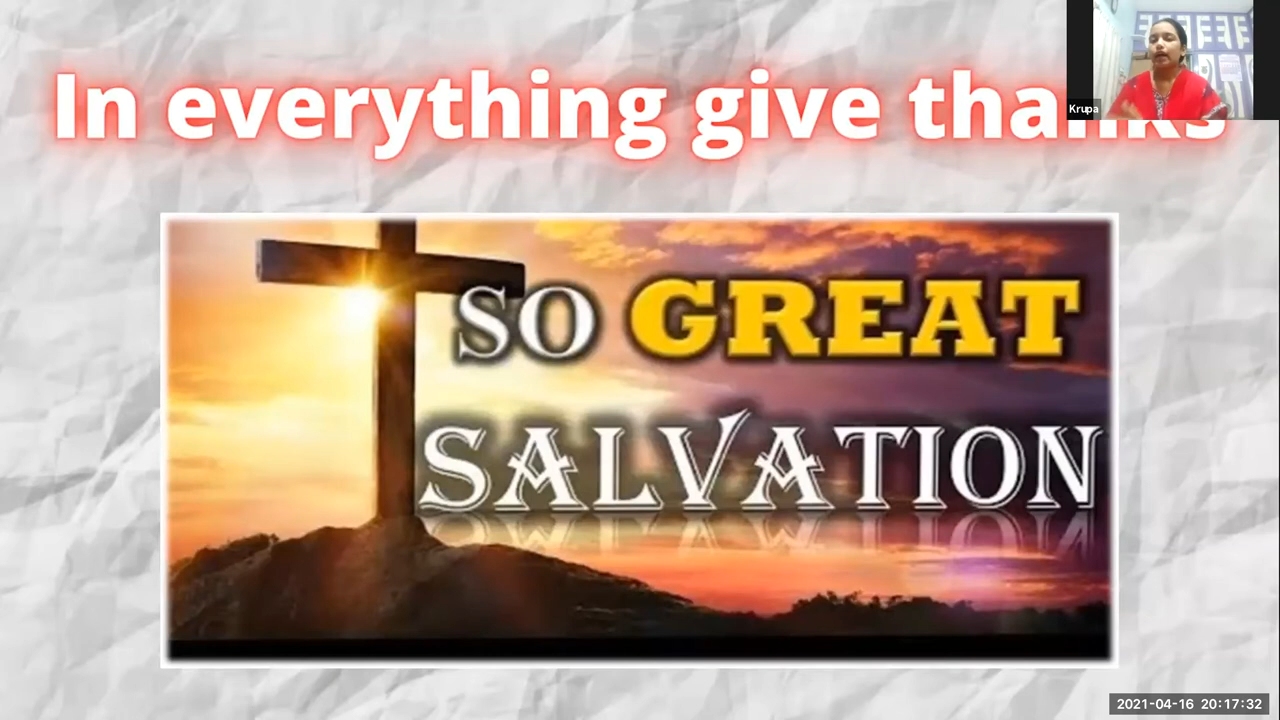 In everything give thanks
Krupa
SO GREAT
SALVATION
2021-04-16 20:17:32